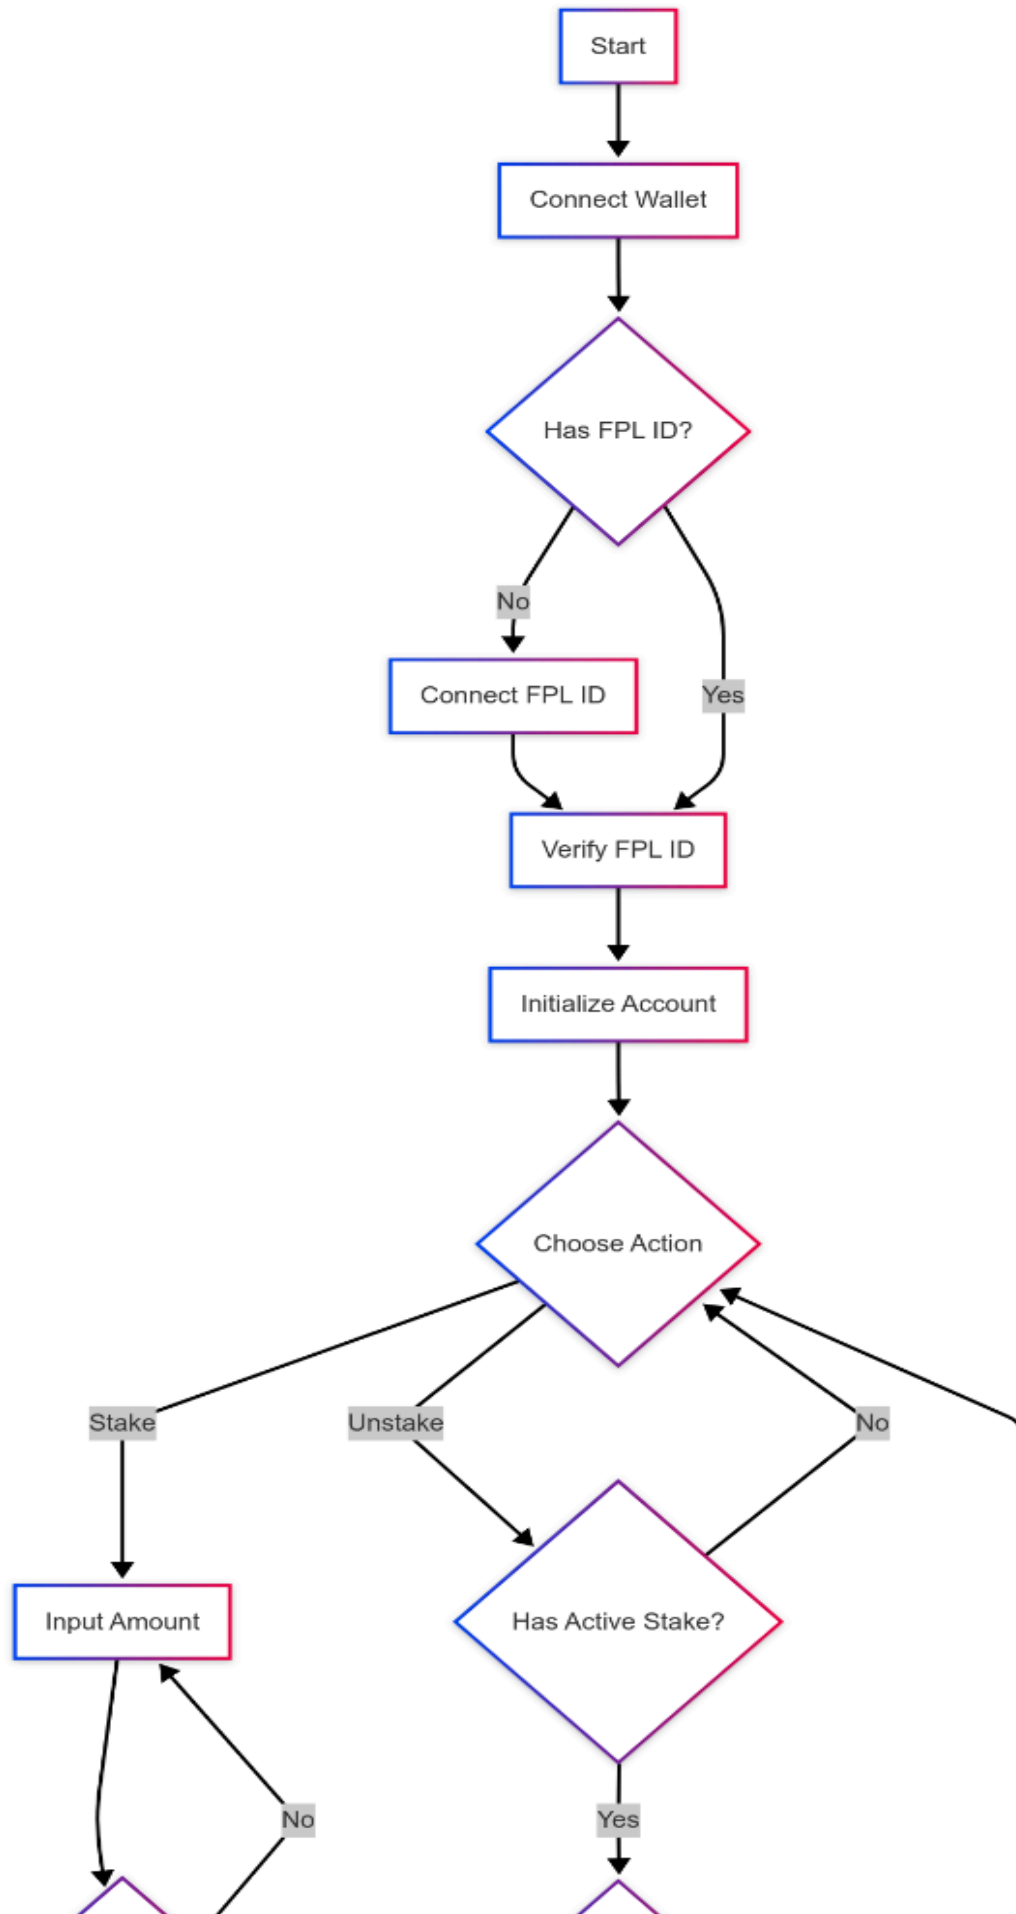 Start
Connect Wallet
Has FPL ID?
No
Connect FPL ID
Yes
Verify FPL ID
Initialize Account
Choose Action
Stake
Unstake
No
Input Amount
Has Active Stake?
No
Yes